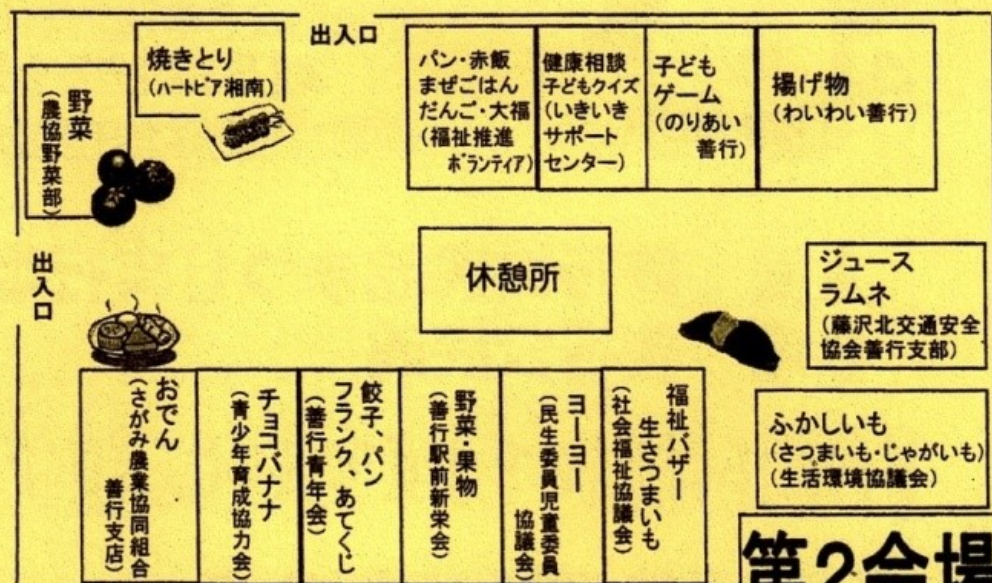 出入口
焼きとり
(ハートピア湘南)
野菜
(農協野菜部)
パン・赤飯
まぜごはん
だんご・大福
(福祉推進
ボランティア)
健康相談
子どもクイズ
(いきいき
サポート
センター)
子ども
ゲーム
(のりあい
善行)
揚げ物
(わいわい善行)
出入口
休憩所
ジュース
ラムネ
(藤沢北交通安全
協会善行支部)
おでん
(さがみ農業協同組合
善行支店)
チョコバナナ
(青少年育成協力会)
餃子、パン
フランク、あてくじ
(善行青年会)
野菜・果物
(善行駅前新栄会)
ヨーヨー
(民生委員児童委員
協議会)
福祉バザー
生さつまいも
(社会福祉協議会)
ふかしいも
(さつまいも・じゃがいも)
(生活環境協議会)
第2会場